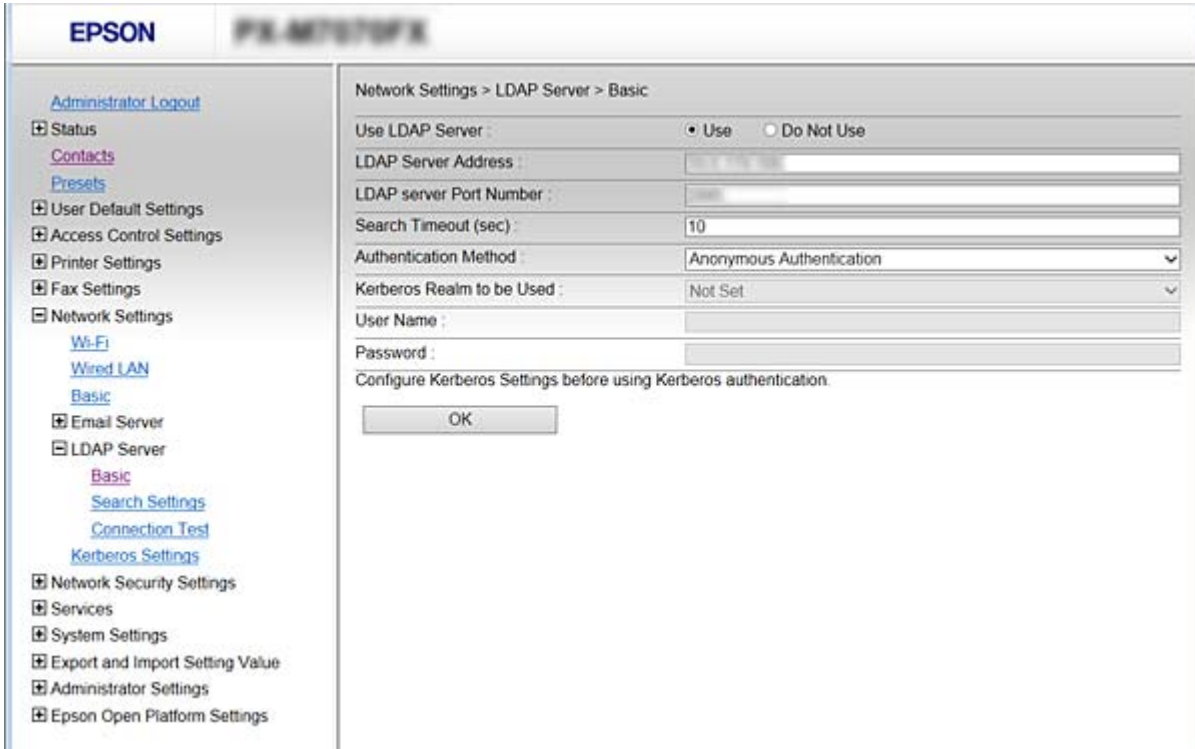 EPSON
Administrator Logout
Status
Contacts
Presets
User Default Settings
Access Control Settings
Printer Settings
Fax Settings
Network Settings
Wi-Fi
Wired LAN
Basic
Email Server
LDAP Server
Basic
Search Settings
Connection Test
Kerberos Settings
Network Security Settings
Services
System Settings
Export and Import Setting Value
Administrator Settings
Epson Open Platform Settings
Network Settings > LDAP Server > Basic
Use LDAP Server : Use Do Not Use
LDAP Server Address :
LDAP server Port Number :
Search Timeout (sec) : 10
Authentication Method : Anonymous Authentication
Kerberos Realm to be Used : Not Set
User Name :
Password :
Configure Kerberos Settings before using Kerberos authentication.
OK